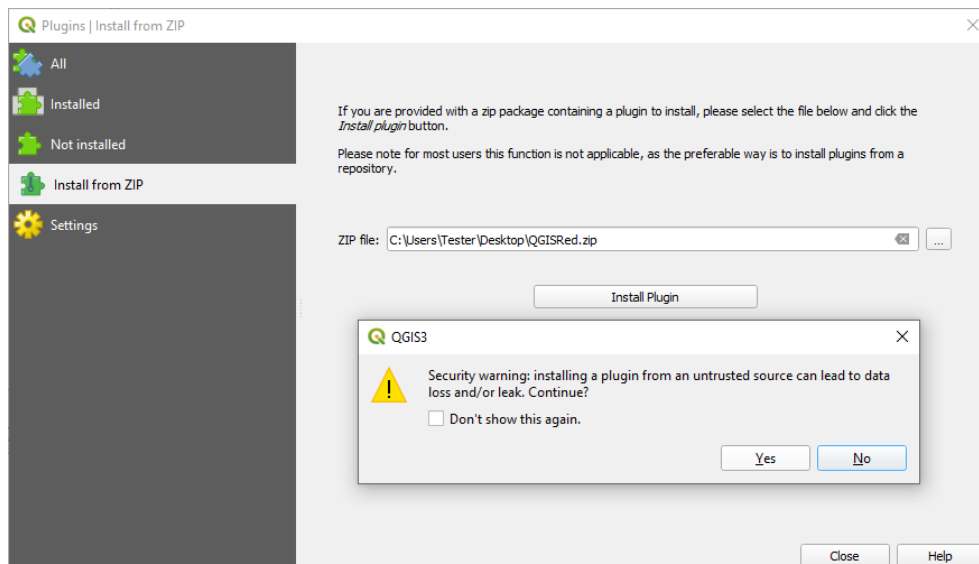 Plugins | Install from ZIP
All
Installed
Not installed
Install from ZIP
Settings
If you are provided with a zip package containing a plugin to install, please select the file below and click the
Install plugin button.
Please note for most users this function is not applicable, as the preferable way is to install plugins from a
repository.
ZIP file: C:\Users\Tester\Desktop\QGISRed.zip ...
Install Plugin
QGIS3
Security warning: installing a plugin from an untrusted source can lead to data
loss and/or leak. Continue?
Don't show this again.
Yes No
Close Help